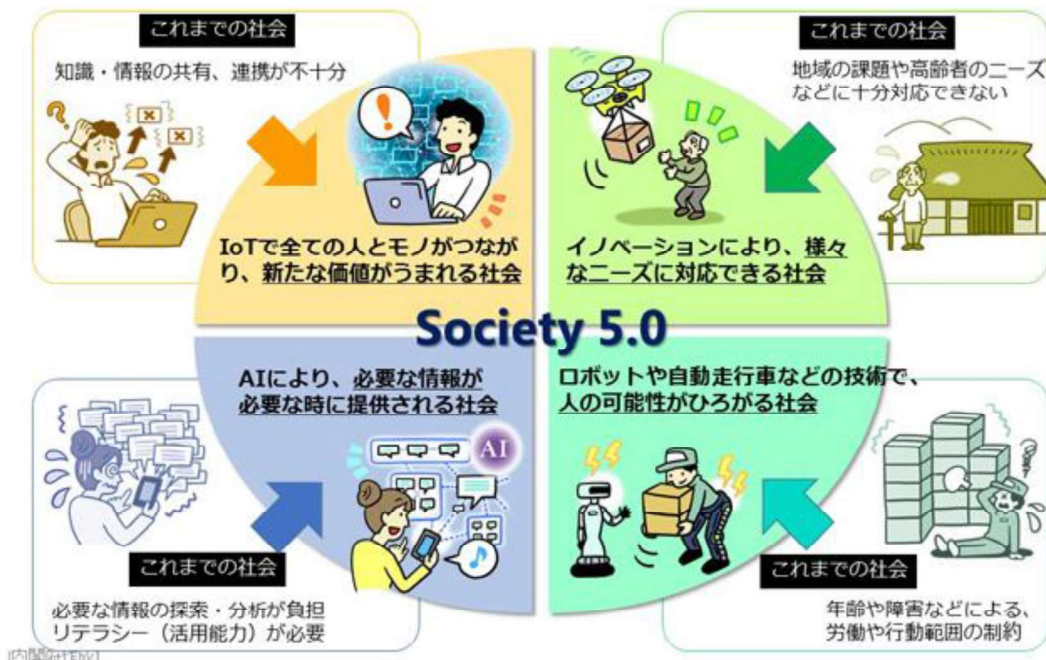 これまでの社会
知識・情報の共有、連携が不十分
IoTで全ての人とモノがつなが
り、新たな価値がうまれる社会
これまでの社会
地域の課題や高齢者のニーズ
などに十分対応できない
イノベーションにより、様々
なニーズに対応できる社会
Society 5.0
AIにより、必要な情報が
必要な時に提供される社会
AI
これまでの社会
必要な情報の探索・分析が負担
リテラシー（活用能力）が必要
ロボットや自動走行車などの技術で、
人の可能性がひろがる社会
これまでの社会
年齢や障害などによる、
労働や行動範囲の制約